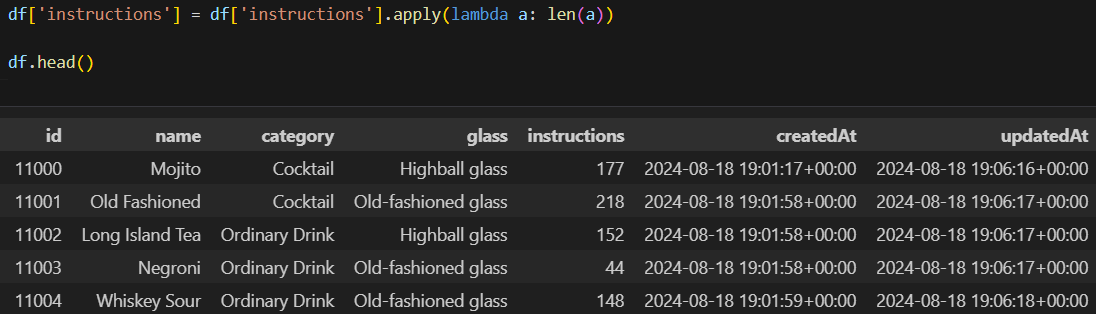 df['instructions'] = df['instructions'].apply(lambda a: len(a))
df.head()
id name category glass instructions createdAt updatedAt
11000 Mojito Cocktail Highball glass 177 2024-08-18 19:01:17+00:00 2024-08-18 19:06:16+00:00
11001 Old Fashioned Cocktail Old-fashioned glass 218 2024-08-18 19:01:58+00:00 2024-08-18 19:06:17+00:00
11002 Long Island Tea Ordinary Drink Highball glass 152 2024-08-18 19:01:58+00:00 2024-08-18 19:06:17+00:00
11003 Negroni Ordinary Drink Old-fashioned glass 44 2024-08-18 19:01:58+00:00 2024-08-18 19:06:17+00:00
11004 Whiskey Sour Ordinary Drink Old-fashioned glass 148 2024-08-18 19:01:59+00:00 2024-08-18 19:06:18+00:00